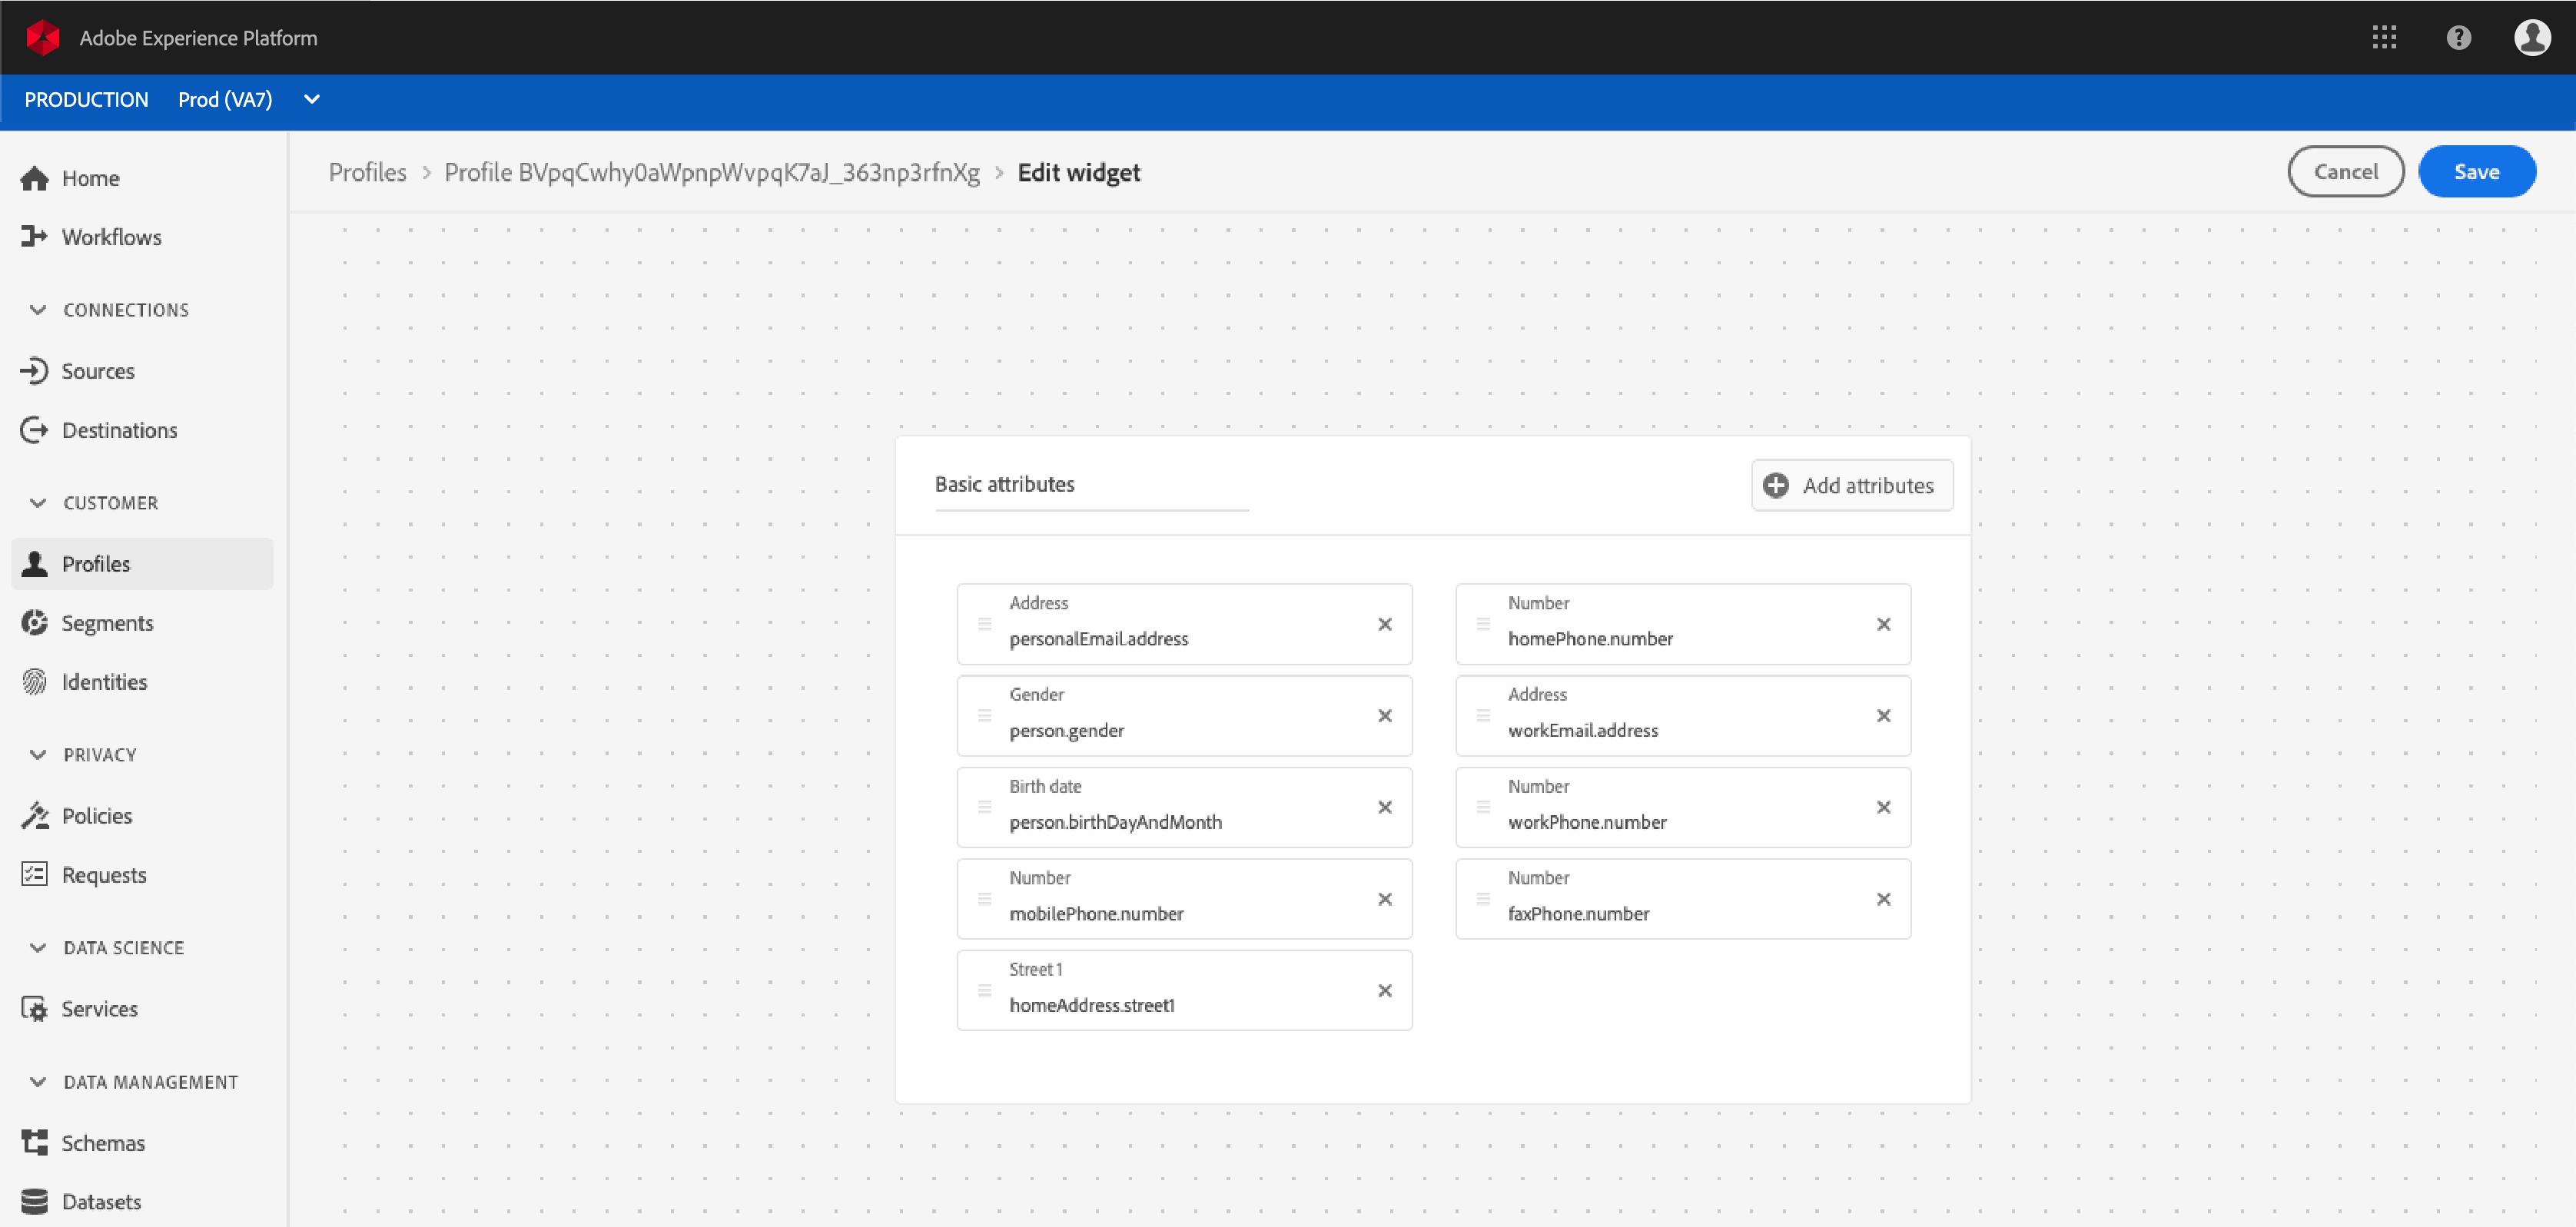 Adobe Experience Platform
PRODUCTION Prod (VA7)
Home
Workflows
CONNECTIONS
Sources
Destinations
CUSTOMER
Profiles
Segments
Identities
PRIVACY
Policies
Requests
DATA SCIENCE
Services
DATA MANAGEMENT
Schemas
Datasets
Profiles > Profile BVpqCwhy0aWpnpWvpqK7aJ_363np3rfnXg > Edit widget
Cancel
Save
Basic attributes
Add attributes
Address
personalEmail.address
Number
homePhone.number
Gender
person.gender
Address
workEmail.address
Birth date
person.birthDayAndMonth
Number
workPhone.number
Number
mobilePhone.number
Number
faxPhone.number
Street 1
homeAddress.street1